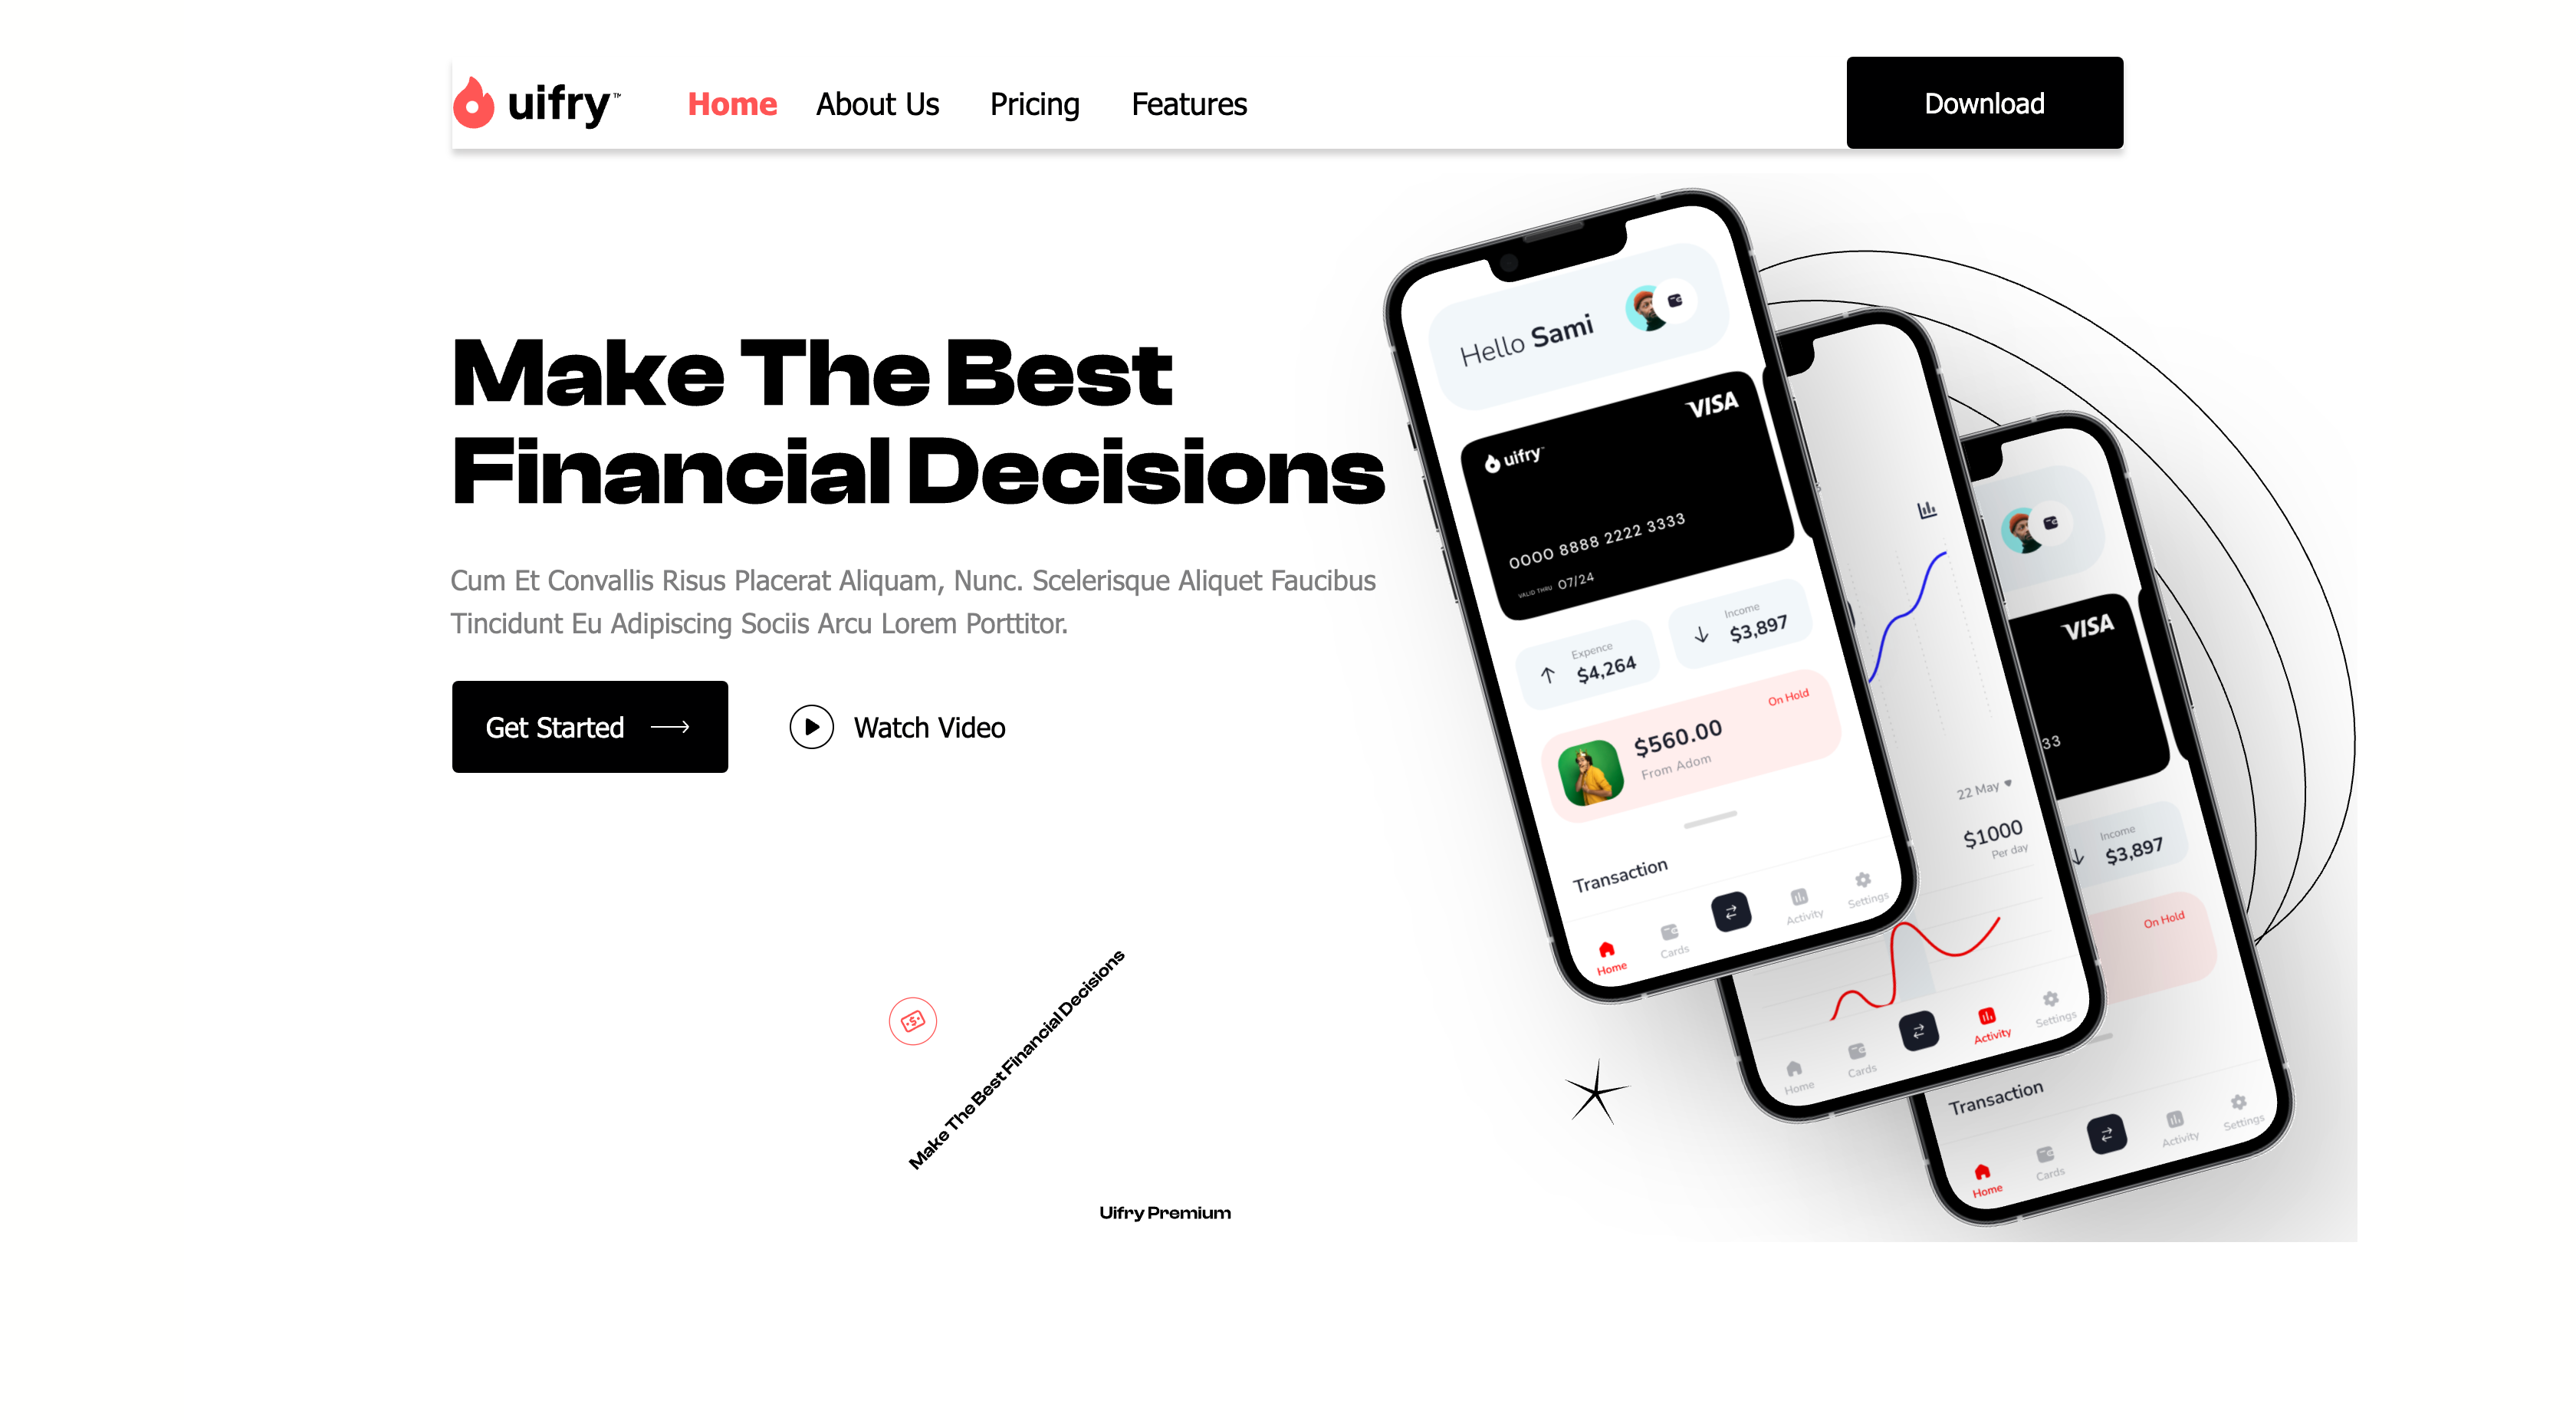 uifry™
Home About Us Pricing Features
Download
Make The Best
Financial Decisions
Cum Et Convallis Risus Placerat Aliquam, Nunc. Scelerisque Aliquet Faucibus
Tincidunt Eu Adipiscing Sociis Arcu Lorem Porttitor.
Get Started
Watch Video
Make The Best Financial Decisions
Uifry Premium
Hello Sami
VISA
uifry™
0000 8888 2222 3333
VALID THRU 07/24
Expence
$4,264
Income
$3,897
On Hold
$560.00
From Adom
Transaction
Home Cards Activity Settings
22 May
$1000
Per day
Home Cards Activity Settings
VISA
33
Income
$3,897
On Hold
Transaction
Home Cards Activity Settings